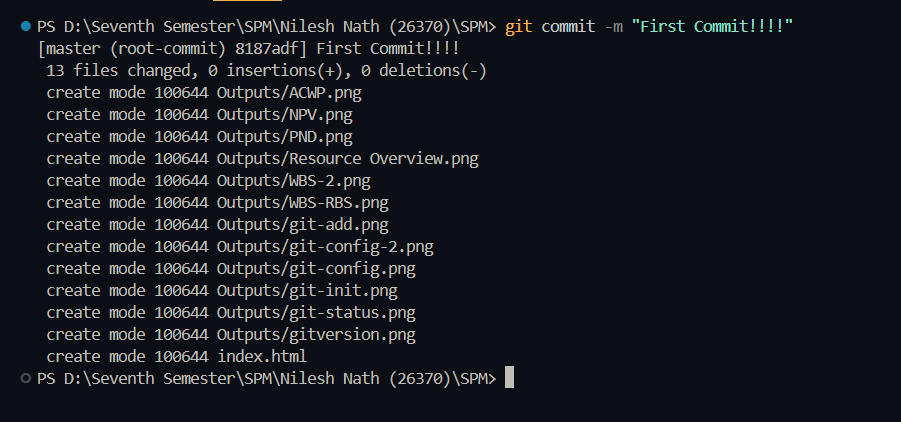 PS D:\Seventh Semester\SPM\Nilesh Nath (26370)\SPM> git commit -m "First Commit!!!!"
[master (root-commit) 8187adf] First Commit!!!!
 13 files changed, 0 insertions(+), 0 deletions(-)
 create mode 100644 Outputs/ACWP.png
 create mode 100644 Outputs/NPV.png
 create mode 100644 Outputs/PND.png
 create mode 100644 Outputs/Resource Overview.png
 create mode 100644 Outputs/WBS-2.png
 create mode 100644 Outputs/WBS-RBS.png
 create mode 100644 Outputs/git-add.png
 create mode 100644 Outputs/git-config-2.png
 create mode 100644 Outputs/git-config.png
 create mode 100644 Outputs/git-init.png
 create mode 100644 Outputs/git-status.png
 create mode 100644 Outputs/gitversion.png
 create mode 100644 index.html
PS D:\Seventh Semester\SPM\Nilesh Nath (26370)\SPM>